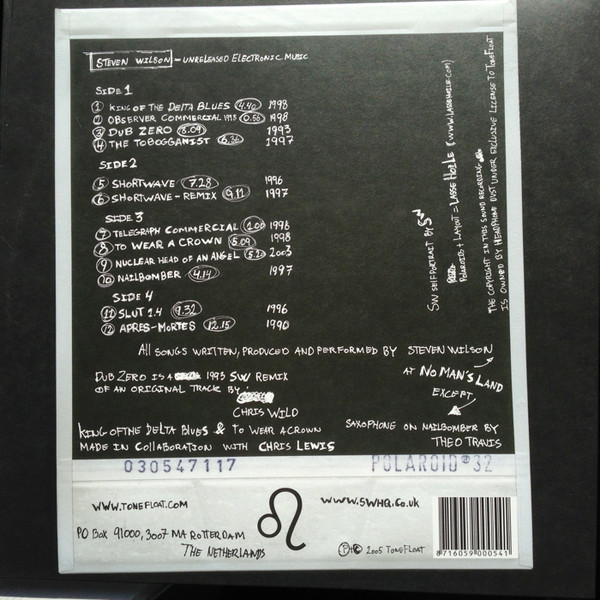 STEVEN WILSON - UNRELEASED ELECTRONIC MUSIC
SIDE 1
1 KING OF THE DELTA BLUES 4.40 1998
2 OBSERVER COMMERCIAL 1998 0.56 1998
3 DUB ZERO 8.09 1993
4 THE TOBOGGANIST 6.36 1997
SIDE 2
5 SHORTWAVE 7.28 1996
6 SHORTWAVE - REMIX 9.11 1997
SIDE 3
7 TELEGRAPH COMMERCIAL 1.00 1996
8 TO WEAR A CROWN 5.09 1998
9 NUCLEAR HEAD OF AN ANGEL 5.20 2003
10 NAILBOMBER 4.14 1997
SIDE 4
11 SLUT 1.4 9.32 1996
12 APRES-MORTES 12.15 1990
All SONGS WRITTEN, PRODUCED AND PERFORMED BY STEVEN WILSON
AT NO MAN'S LAND
EXCEPT
DUB ZERO IS A 1993 SW REMIX
OF AN ORIGINAL TRACK BY
CHRIS WILD
KING OF THE DELTA BLUES & TO WEAR A CROWN
MADE IN COLLABORATION WITH CHRIS LEWIS
SAXOPHONE ON NAILBOMBER BY
THEO TRAVIS
SW SELF PORTRAIT BY SW
POLAROIDS + LAYOUT = LASSE HOILE (WWW.LASSEHOILE.COM)
THE COPYRIGHT IN THIS SOUND RECORDING
IS OWNED BY HEADPHONE DUST UNDER EXCLUSIVE LICENSE TO TONEFLOAT
030547117 POLAROID®32
WWW.TONEFLOAT.COM
PO BOX 91000, 3007 MA ROTTERDAM
THE NETHERLANDS
WWW.SWHQ.CO.UK
℗+© 2005 TONEFLOAT
8716059000541